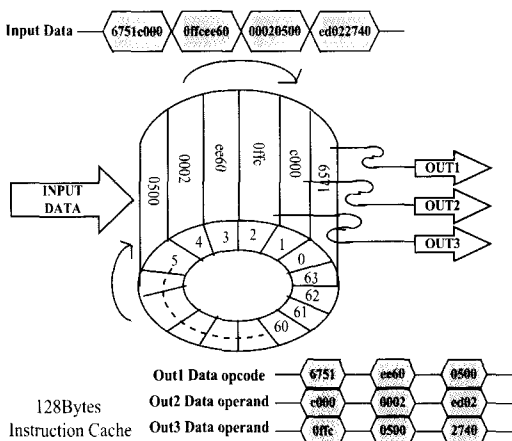 Input Data 6751c000 0ffcee60 00020500 ed022740
0500 0002 ee60 0ffc c000 6571
INPUT DATA
OUT1
OUT2
OUT3
5 4 3 2 1 0 63 62 61 60
Out1 Data opcode 6751 ee60 0500
Out2 Data operand c000 0002 ed02
Out3 Data operand 0ffc 0500 2740
128Bytes
Instruction Cache